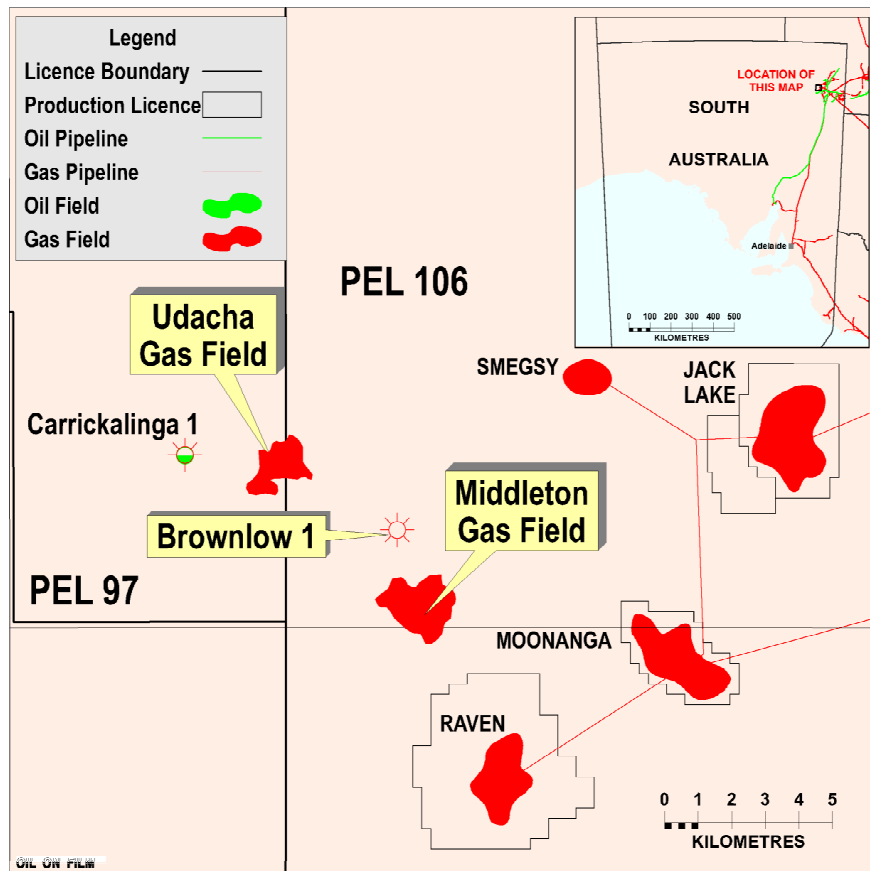 Legend
Licence Boundary
Production Licence
Oil Pipeline
Gas Pipeline
Oil Field
Gas Field
LOCATION OF
THIS MAP
SOUTH
AUSTRALIA
Adelaide
0 100 200 300 400 500
KILOMETRES
PEL 106
Udacha
Gas Field
SMEGSY
JACK
LAKE
Carrickalinga 1
Middleton
Gas Field
Brownlow 1
PEL 97
MOONANGA
RAVEN
0 1 2 3 4 5
KILOMETRES
OIL ON FILM